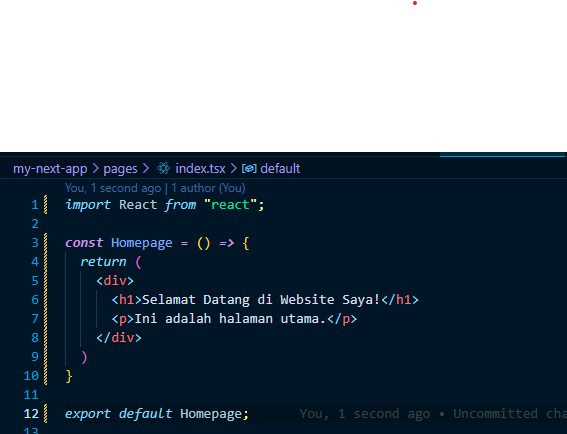 my-next-app > pages > index.tsx > default
You, 1 second ago | 1 author (You)
1 import React from "react";
2
3 const Homepage = () => {
4 return (
5 <div>
6 <h1>Selamat Datang di Website Saya!</h1>
7 <p>Ini adalah halaman utama.</p>
8 </div>
9 )
10 }
11
12 export default Homepage; You, 1 second ago • Uncommitted cha
13